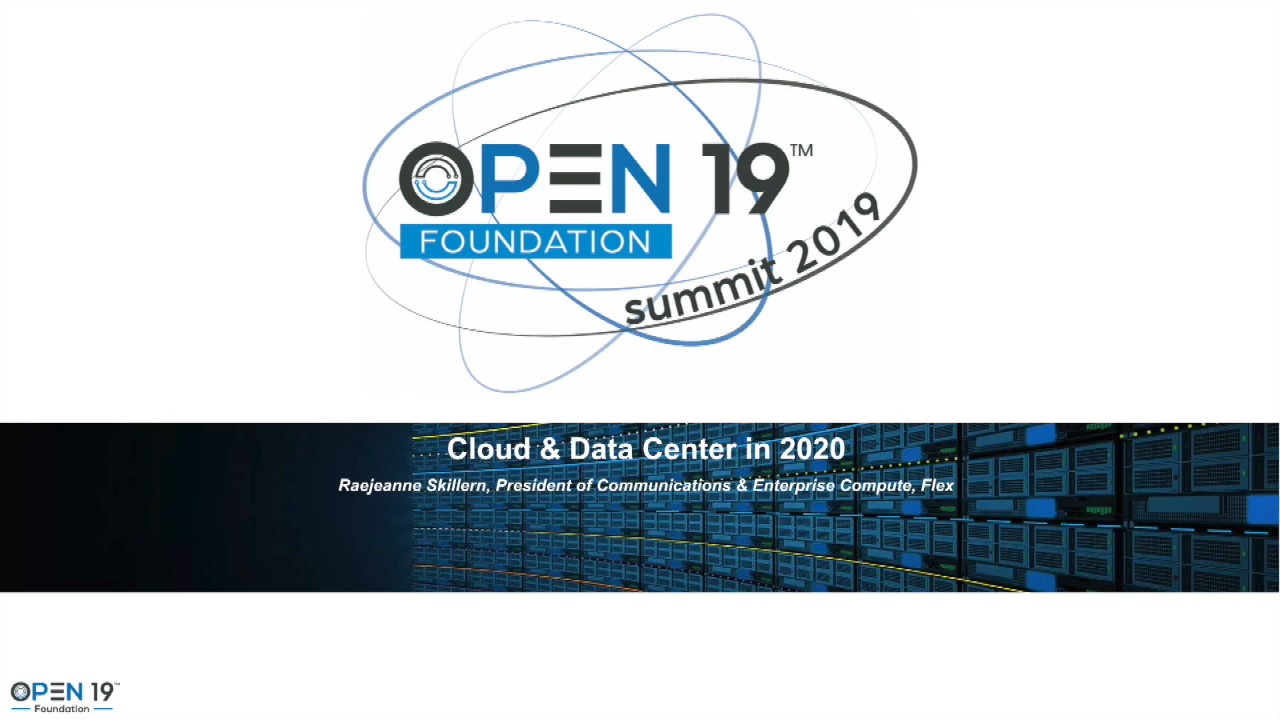 OPEN 19™
FOUNDATION
summit 2019
Cloud & Data Center in 2020
Raejeanne Skillern, President of Communications & Enterprise Compute, Flex
OPEN 19™
Foundation